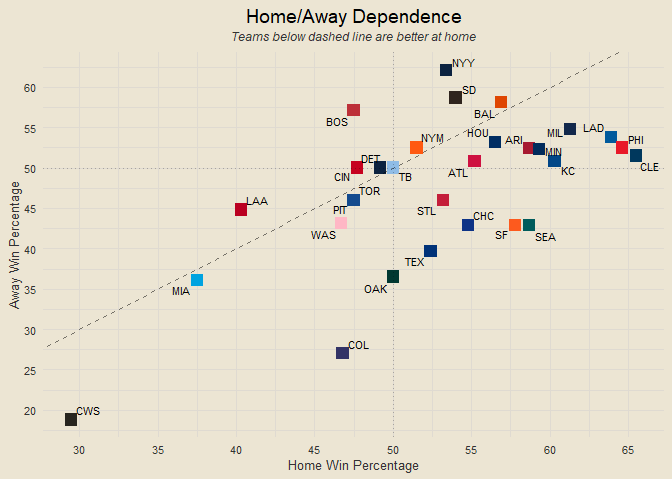 Home/Away Dependence
Teams below dashed line are better at home
Away Win Percentage
60
55
50
45
40
35
30
25
20
NYY
SD
BAL
BOS
NYM
HOU
ARI
MIL
LAD
PHI
MIN
CLE
KC
DET
CIN
TB
ATL
TOR
LAA
PIT
STL
WAS
CHC
SF
SEA
TEX
MIA
OAK
COL
CWS
30
35
40
45
50
55
60
65
Home Win Percentage